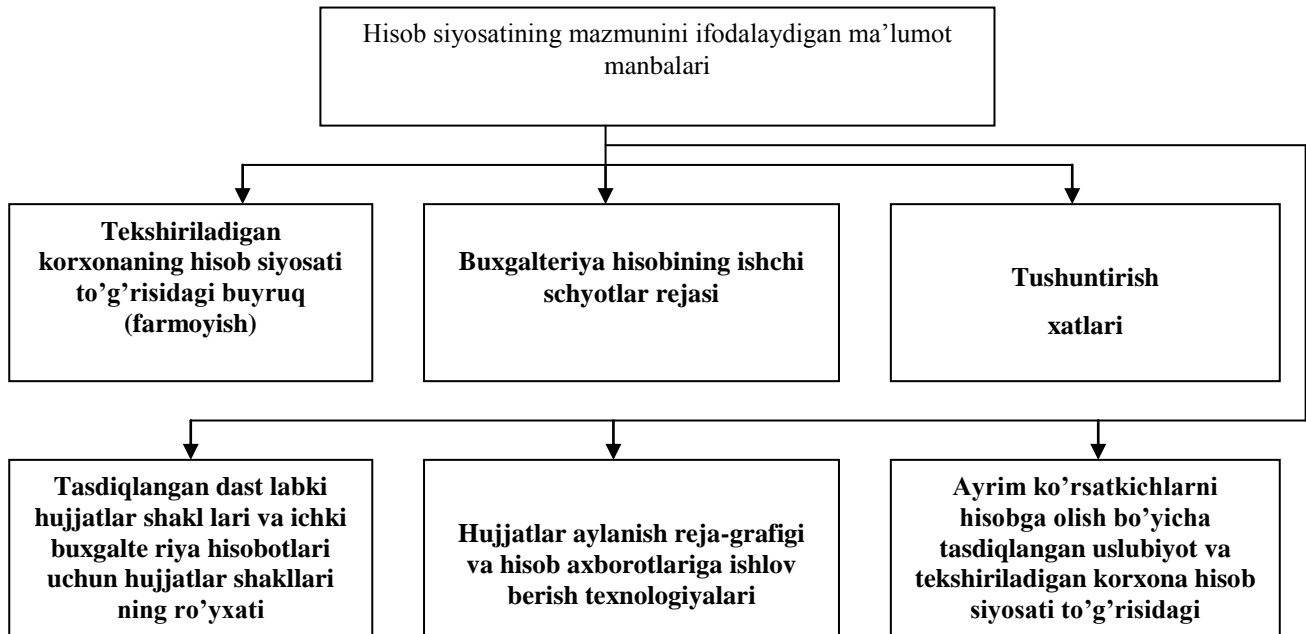 Hisob siyosatining mazmunini ifodalaydigan ma’lumot
manbalari
Tekshiriladigan
korxonaning hisob siyosati
to’g’risidagi buyruq
(farmoyish)
Buxgalteriya hisobining ishchi
schyotlar rejasi
Tushuntirish
xatlari
Tasdiqlangan dast labki
hujjatlar shakl lari va ichki
buxgalte riya hisobotlari
uchun hujjatlar shakllari
ning ro’yxati
Hujjatlar aylanish reja-grafigi
va hisob axborotlariga ishlov
berish texnologiyalari
Ayrim ko’rsatkichlarni
hisobga olish bo’yicha
tasdiqlangan uslubiyot va
tekshiriladigan korxona hisob
siyosati to’g’risidagi